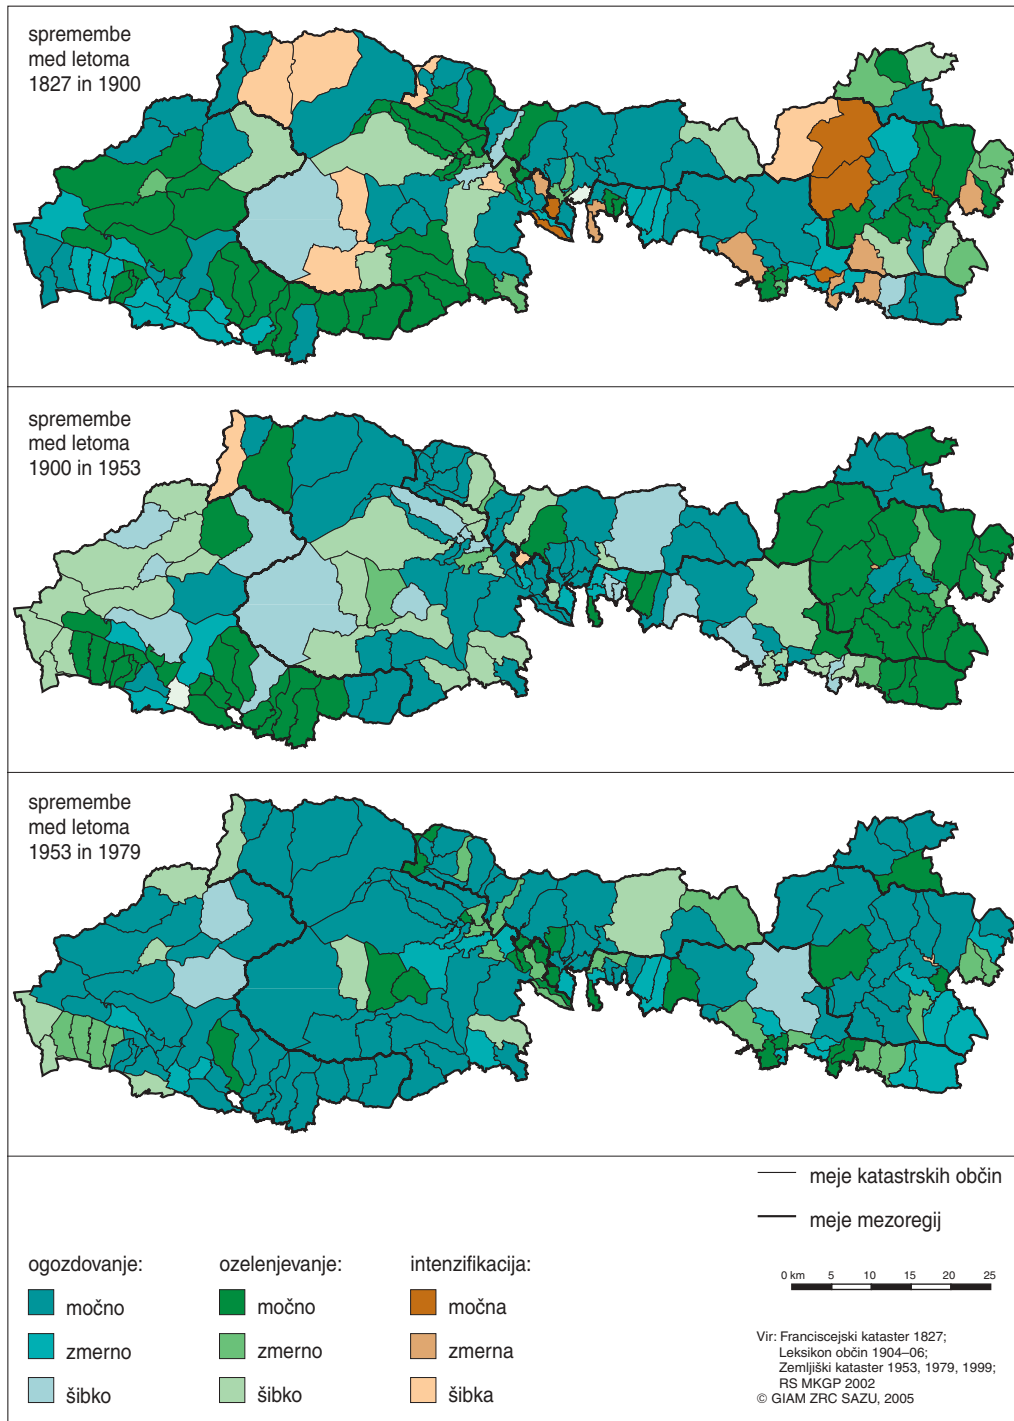 spremembe
med letoma
1827 in 1900
spremembe
med letoma
1900 in 1953
spremembe
med letoma
1953 in 1979
meje katastrskih občin
meje mezoregij
ogozdovanje:
močno
zmerno
šibko
ozelenjevanje:
močno
zmerno
šibko
intenzifikacija:
močna
zmerna
šibka
0 km 5 10 15 20 25
Vir: Franciscejski kataster 1827;
Leksikon občin 1904–06;
Zemljiški kataster 1953, 1979, 1999;
RS MKGP 2002
© GIAM ZRC SAZU, 2005